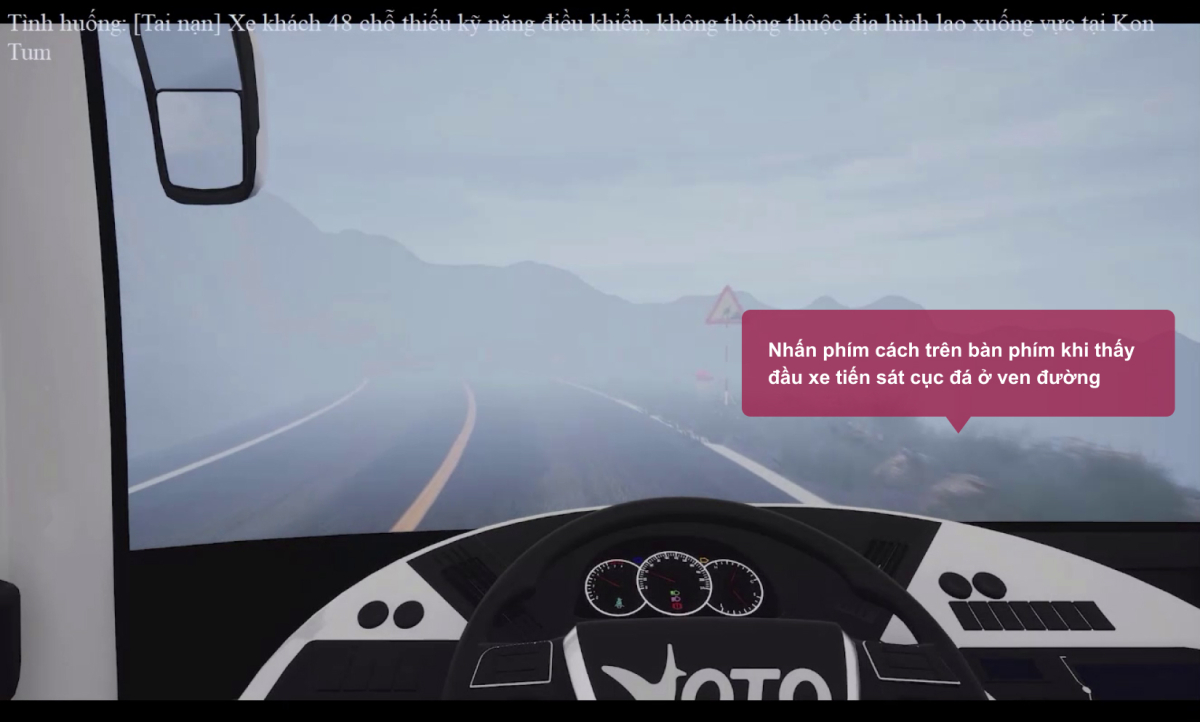 Tình huống: [Tai nạn] Xe khách 48 chỗ thiếu kỹ năng điều khiển, không thông thuộc địa hình lao xuống vực tại Kon
Tum
Nhấn phím cách trên bàn phím khi thấy
đầu xe tiến sát cục đá ở ven đường
OTO